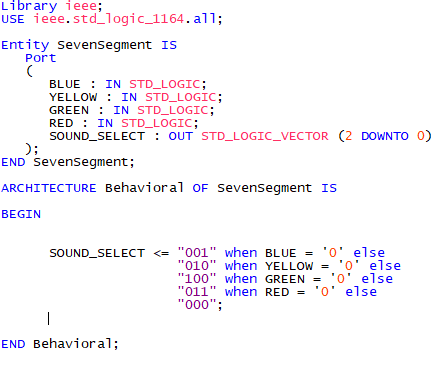 Library ieee;
USE ieee.std_logic_1164.all;
Entity SevenSegment IS
Port
(
BLUE : IN STD_LOGIC;
YELLOW : IN STD_LOGIC;
GREEN : IN STD_LOGIC;
RED : IN STD_LOGIC;
SOUND_SELECT : OUT STD_LOGIC_VECTOR (2 DOWNTO 0)
);
END SevenSegment;
ARCHITECTURE Behavioral OF SevenSegment IS
BEGIN
SOUND_SELECT <= "001" when BLUE = '0' else
"010" when YELLOW = '0' else
"100" when GREEN = '0' else
"011" when RED = '0' else
"000";
END Behavioral;